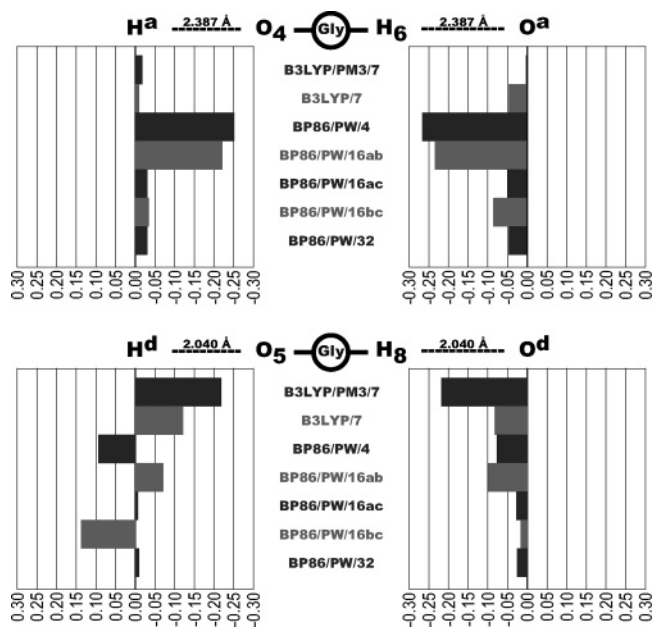 Hᵃ 2.387 Å O₄ Gly H₆ 2.387 Å Oᵃ
B3LYP/PM3/7
B3LYP/7
BP86/PW/4
BP86/PW/16ab
BP86/PW/16ac
BP86/PW/16bc
BP86/PW/32
0.30 0.25 0.20 0.15 0.10 0.05 0.00 -0.05 -0.10 -0.15 -0.20 -0.25 -0.30
-0.30 -0.25 -0.20 -0.15 -0.10 -0.05 0.00 0.05 0.10 0.15 0.20 0.25 0.30
Hᵈ 2.040 Å O₅ Gly H₈ 2.040 Å Oᵈ
B3LYP/PM3/7
B3LYP/7
BP86/PW/4
BP86/PW/16ab
BP86/PW/16ac
BP86/PW/16bc
BP86/PW/32
0.30 0.25 0.20 0.15 0.10 0.05 0.00 -0.05 -0.10 -0.15 -0.20 -0.25 -0.30
-0.30 -0.25 -0.20 -0.15 -0.10 -0.05 0.00 0.05 0.10 0.15 0.20 0.25 0.30